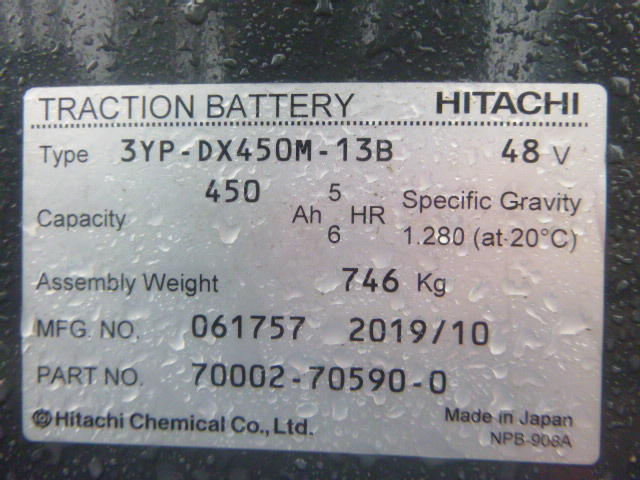 TRACTION BATTERY HITACHI
Type 3YP-DX450M-13B 48 V
Capacity 450 Ah 5 HR Specific Gravity
6 1.280 (at 20°C)
Assembly Weight 746 Kg
MFG. NO. 061757 2019/10
PART NO. 70002-70590-0
Hitachi Chemical Co., Ltd. Made in Japan
NPB-908A